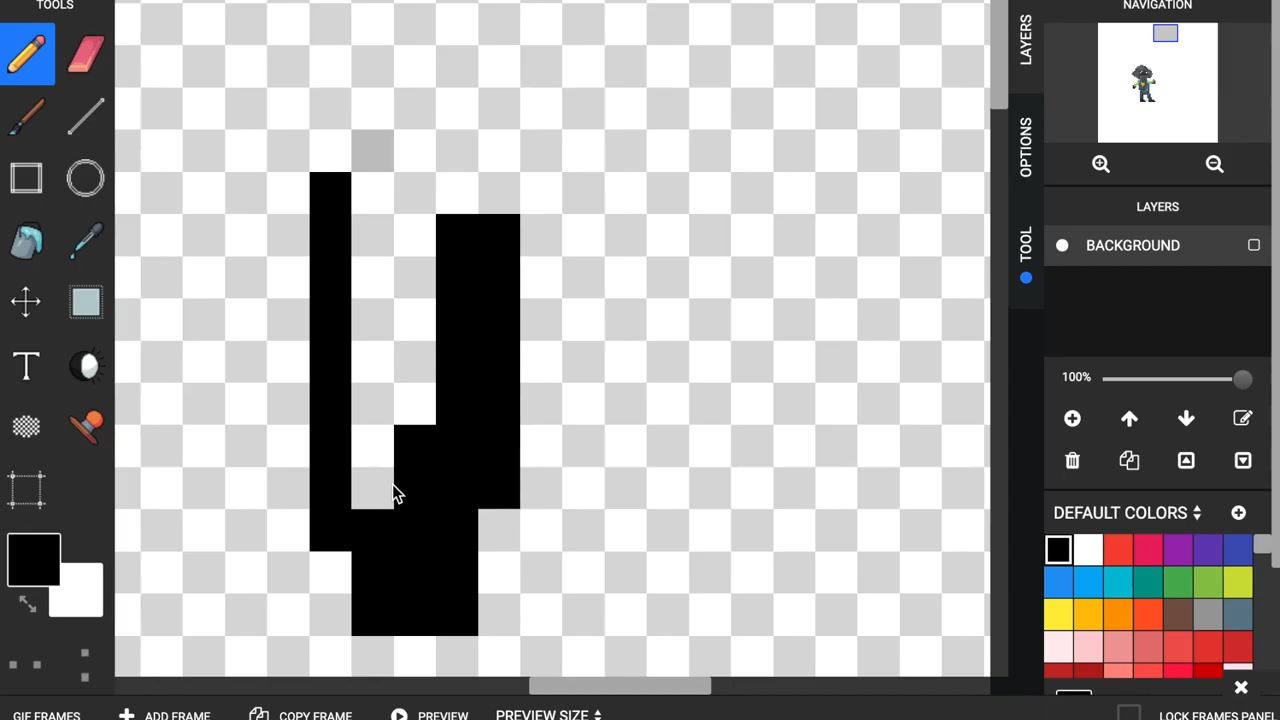 TOOLS
LAYERS
OPTIONS
TOOL
NAVIGATION
LAYERS
BACKGROUND
100%
DEFAULT COLORS
GIF FRAMES
ADD FRAME
COPY FRAME
PREVIEW
PREVIEW SIZE
LOCK FRAMES PANEL